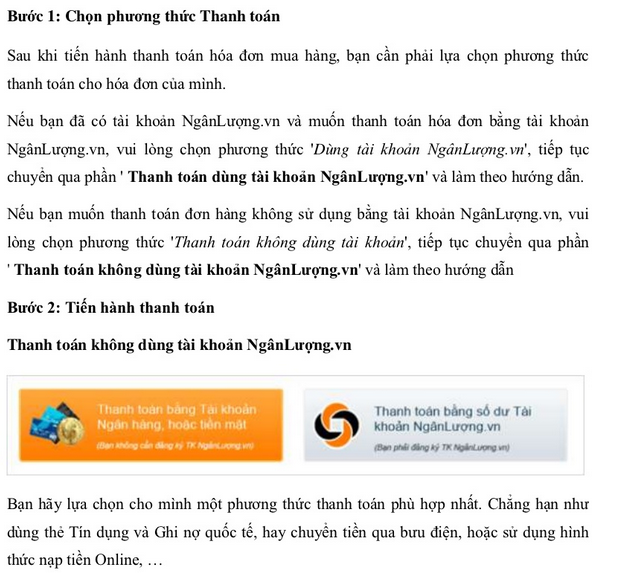 Bước 1: Chọn phương thức Thanh toán
Sau khi tiến hành thanh toán hóa đơn mua hàng, bạn cần phải lựa chọn phương thức
thanh toán cho hóa đơn của mình.
Nếu bạn đã có tài khoản NgânLượng.vn và muốn thanh toán hóa đơn bằng tài khoản
NgânLượng.vn, vui lòng chọn phương thức 'Dùng tài khoản NgânLượng.vn', tiếp tục
chuyển qua phần ' Thanh toán dùng tài khoản NgânLượng.vn' và làm theo hướng dẫn.
Nếu bạn muốn thanh toán đơn hàng không sử dụng bằng tài khoản NgânLượng.vn, vui
lòng chọn phương thức 'Thanh toán không dùng tài khoản', tiếp tục chuyển qua phần
' Thanh toán không dùng tài khoản NgânLượng.vn' và làm theo hướng dẫn
Bước 2: Tiến hành thanh toán
Thanh toán không dùng tài khoản NgânLượng.vn
Thanh toán bằng Tài khoản
Ngân hàng, hoặc tiền mặt
(Bạn không cần đăng ký TK NgânLượng.vn)
Thanh toán bằng số dư Tài
khoản NgânLượng.vn
(Bạn phải đăng ký TK NgânLượng.vn)
Bạn hãy lựa chọn cho mình một phương thức thanh toán phù hợp nhất. Chẳng hạn như
dùng thẻ Tín dụng và Ghi nợ quốc tế, hay chuyển tiền qua bưu điện, hoặc sử dụng hình
thức nạp tiền Online, …